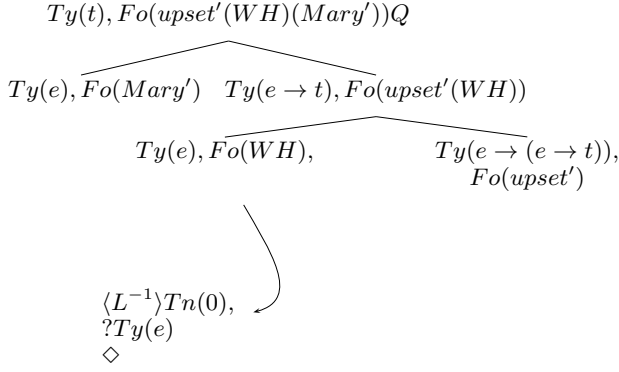 Ty(t), Fo(upset′(WH)(Mary′))Q
Ty(e), Fo(Mary′) Ty(e → t), Fo(upset′(WH))
Ty(e), Fo(WH), Ty(e → (e → t)),
Fo(upset′)
⟨L⁻¹⟩Tn(0),
?Ty(e)
◇